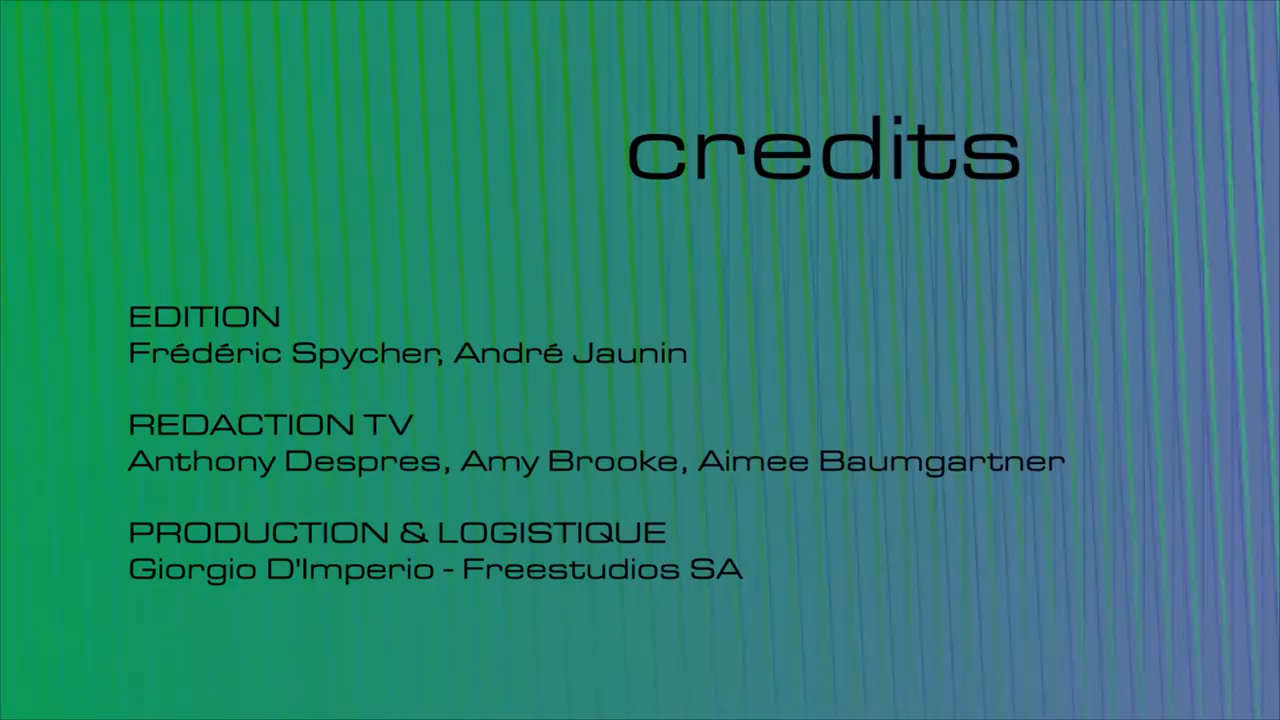 credits
EDITION
Frédéric Spycher, André Jaunin
REDACTION TV
Anthony Despres, Amy Brooke, Aimee Baumgartner
PRODUCTION & LOGISTIQUE
Giorgio D'Imperio - Freestudios SA